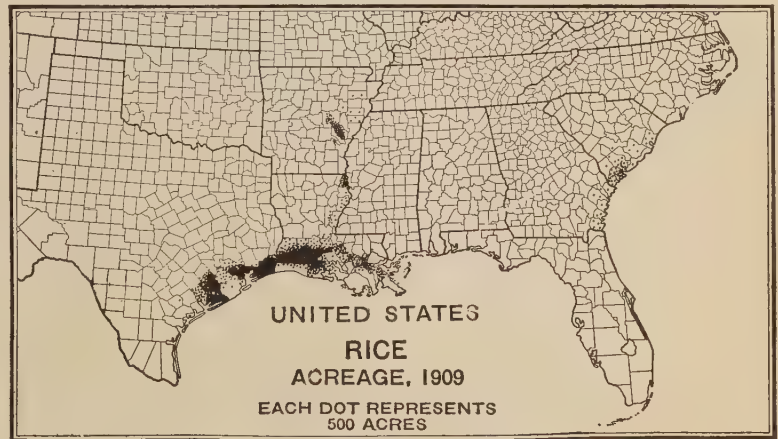 UNITED STATES
RICE
ACREAGE, 1909
EACH DOT REPRESENTS
500 ACRES